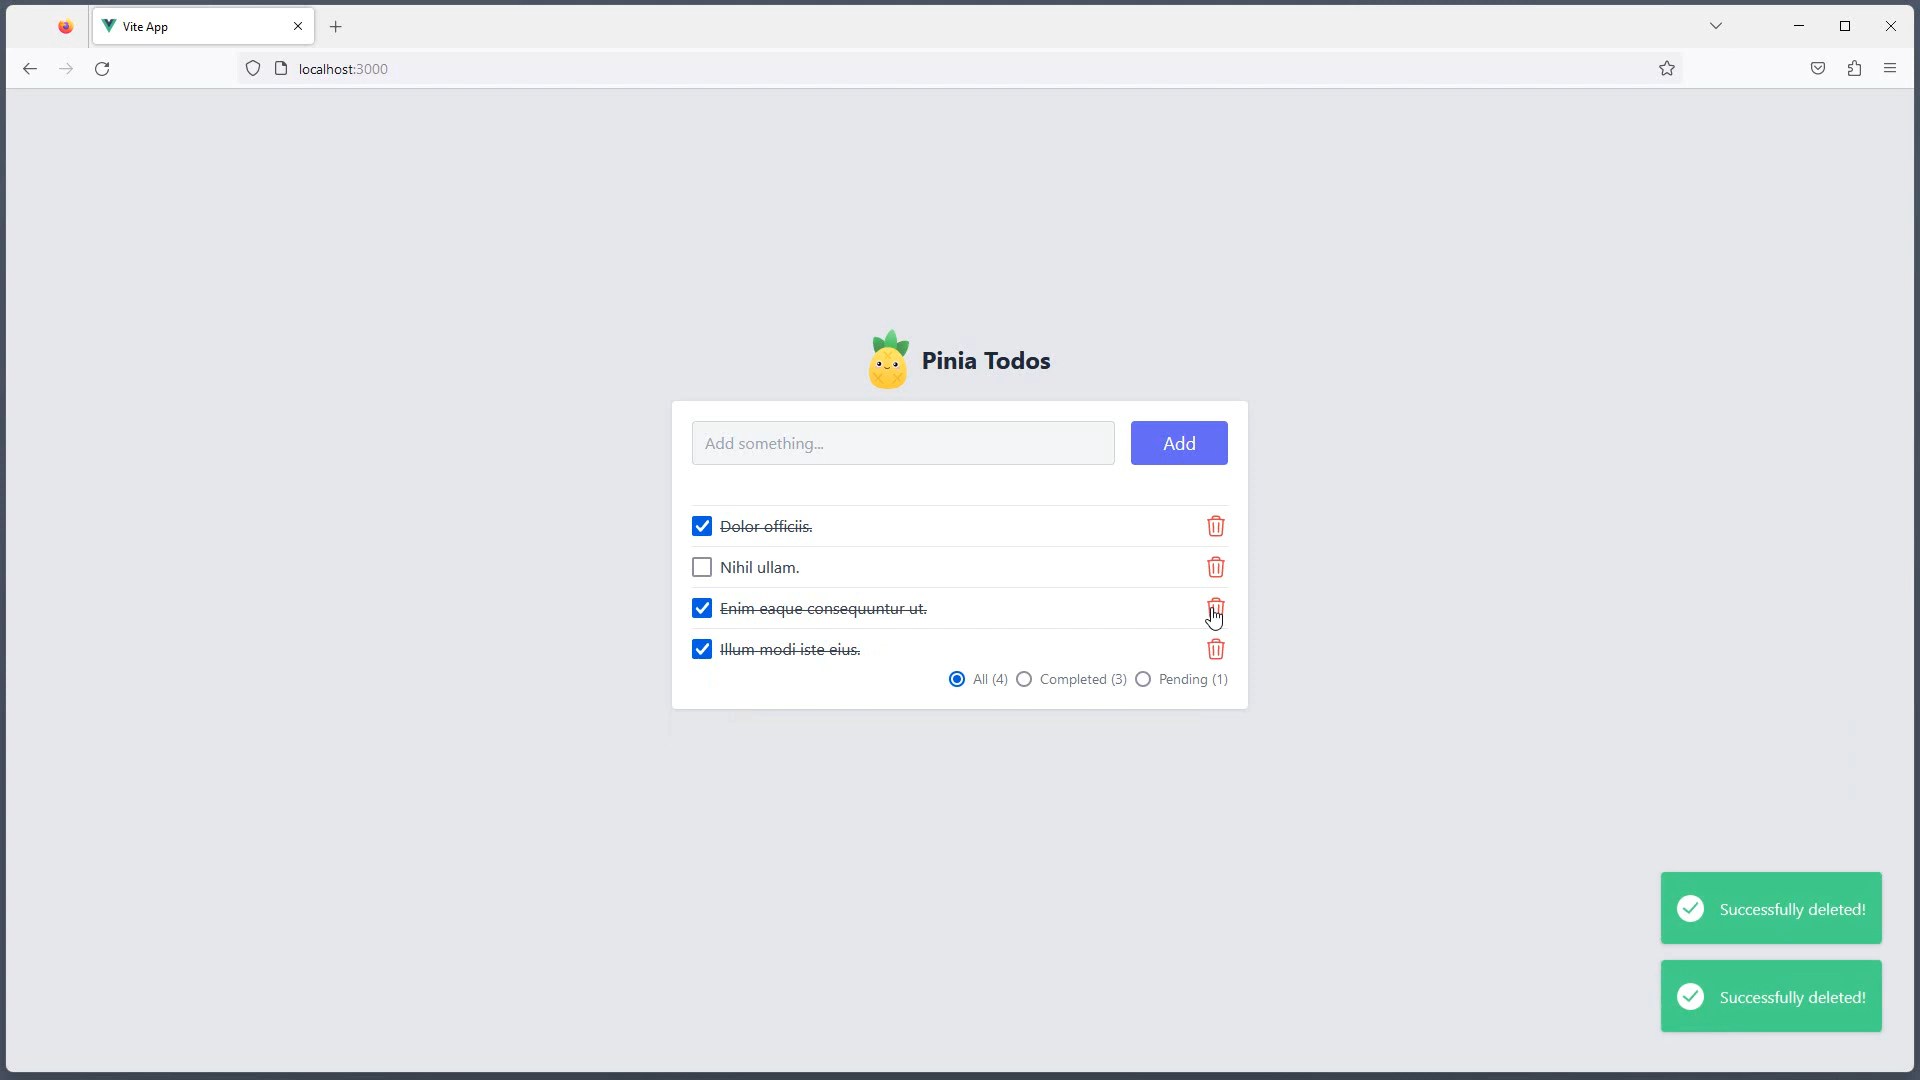 Vite App
localhost:3000
Pinia Todos
Add something...
Add
Dolor officiis.
Nihil ullam.
Enim eaque consequuntur ut.
Illum modi iste eius.
All (4) Completed (3) Pending (1)
Successfully deleted!
Successfully deleted!